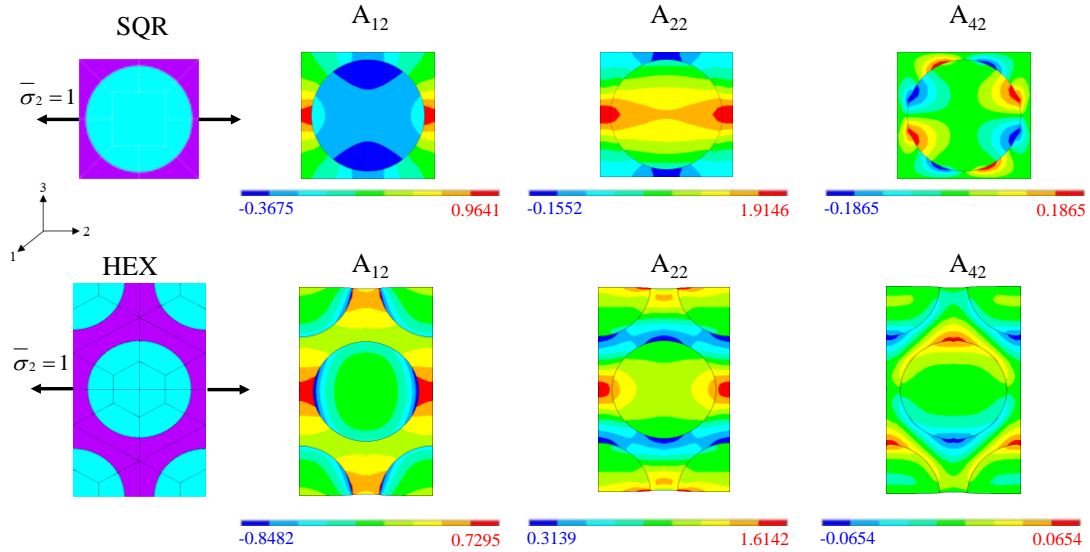 SQR A₁₂ A₂₂ A₄₂
σ̅₂ = 1
-0.3675 0.9641 -0.1552 1.9146 -0.1865 0.1865
3
2
1
HEX A₁₂ A₂₂ A₄₂
σ̅₂ = 1
-0.8482 0.7295 0.3139 1.6142 -0.0654 0.0654